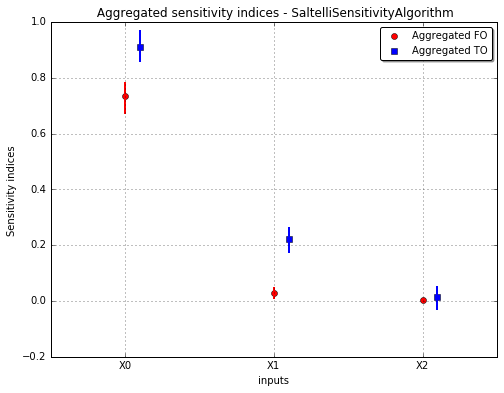 Aggregated sensitivity indices - SaltelliSensitivityAlgorithm
Aggregated FO
Aggregated TO
1.0
0.8
0.6
0.4
0.2
0.0
−0.2
Sensitivity indices
X0
X1
X2
inputs